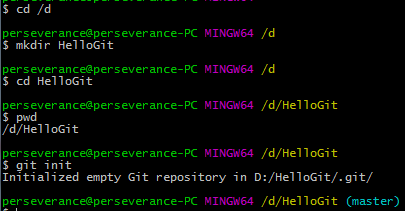 $ cd /d
perseverance@perseverance-PC MINGW64 /d
$ mkdir HelloGit
perseverance@perseverance-PC MINGW64 /d
$ cd HelloGit
perseverance@perseverance-PC MINGW64 /d/HelloGit
$ pwd
/d/HelloGit
perseverance@perseverance-PC MINGW64 /d/HelloGit
$ git init
Initialized empty Git repository in D:/HelloGit/.git/
perseverance@perseverance-PC MINGW64 /d/HelloGit (master)